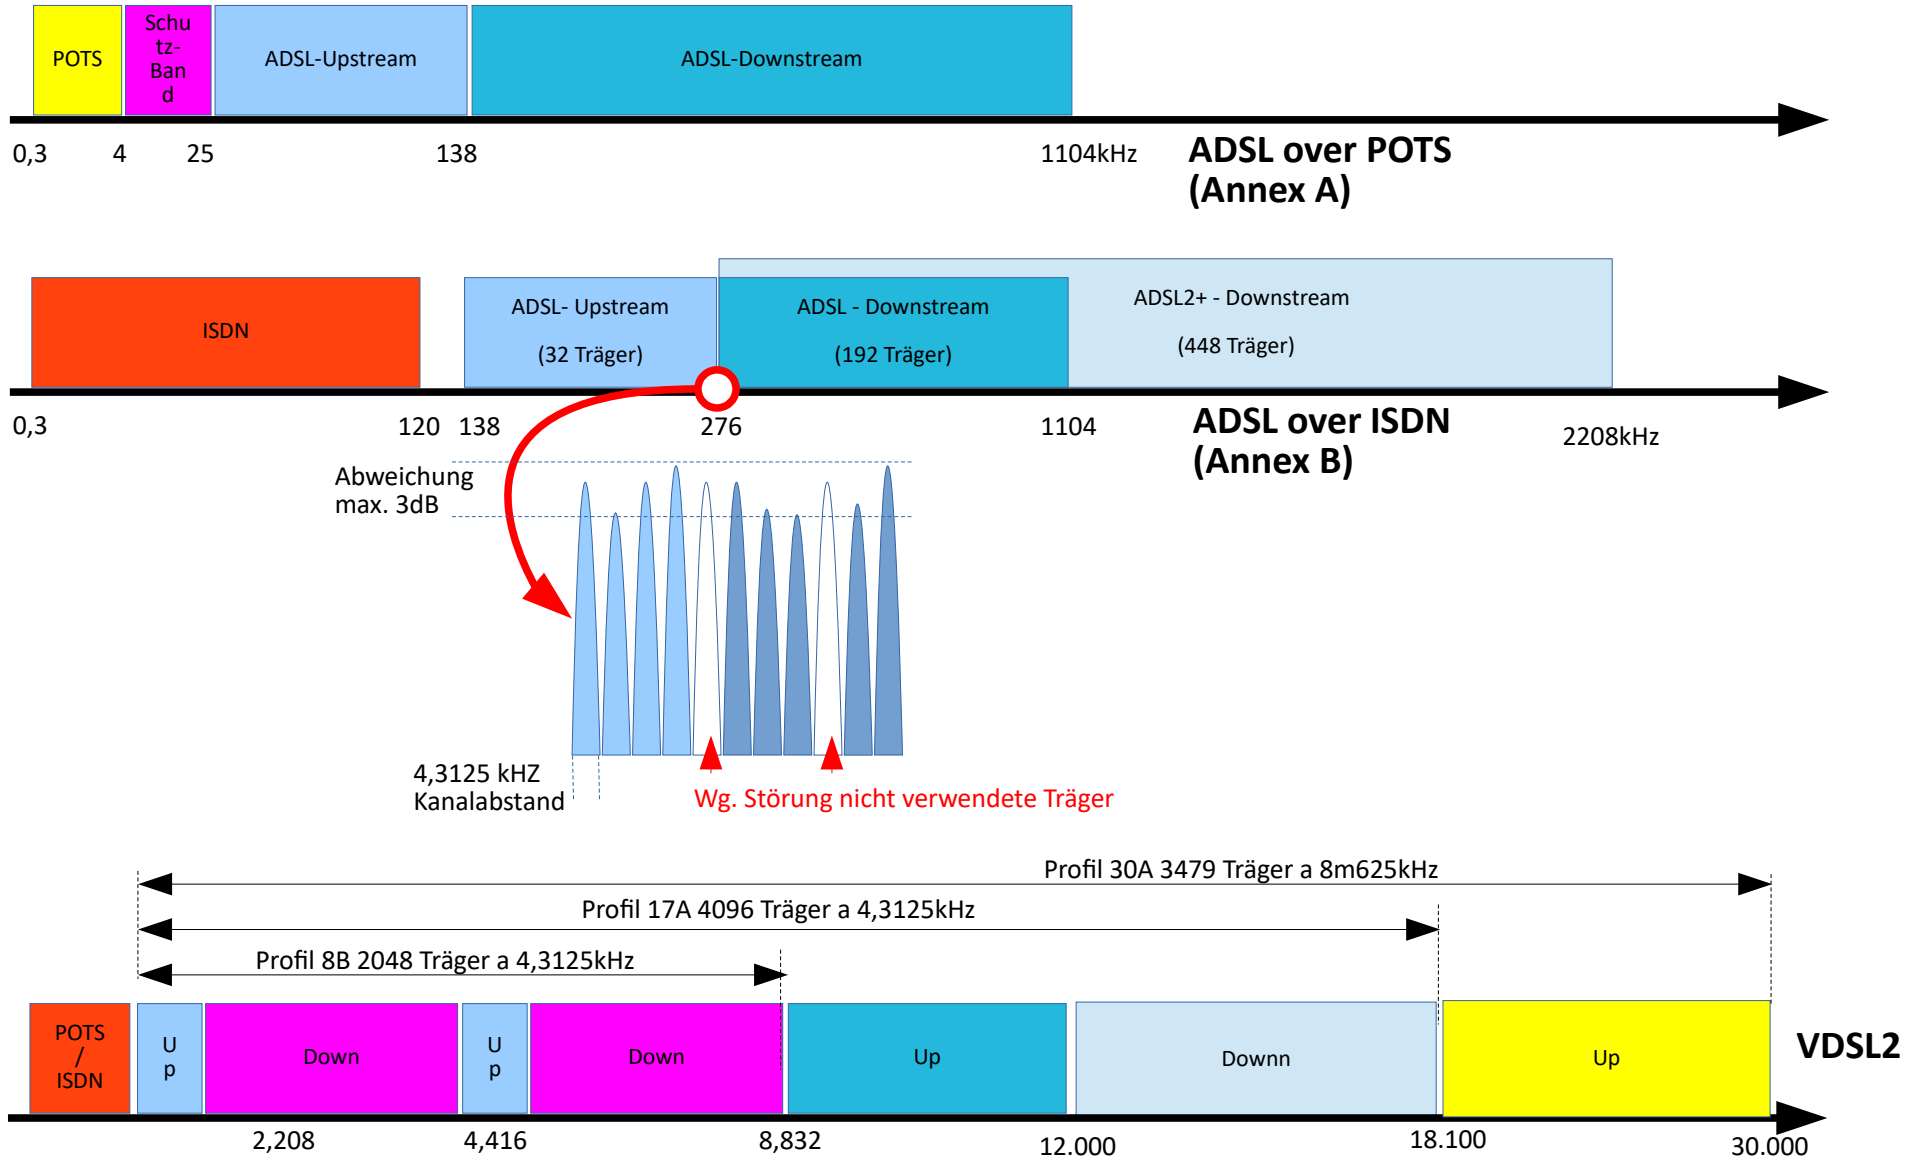 POTS
Schu
tz-
Ban
d
ADSL-Upstream
ADSL-Downstream
0,3
4
25
138
1104kHz
ADSL over POTS
(Annex A)
ISDN
ADSL- Upstream
(32 Träger)
ADSL - Downstream
(192 Träger)
ADSL2+ - Downstream
(448 Träger)
0,3
120
138
276
1104
ADSL over ISDN
(Annex B)
2208kHz
Abweichung
max. 3dB
4,3125 kHZ
Kanalabstand
Wg. Störung nicht verwendete Träger
Profil 30A 3479 Träger a 8m625kHz
Profil 17A 4096 Träger a 4,3125kHz
Profil 8B 2048 Träger a 4,3125kHz
POTS
/
ISDN
U
p
Down
U
p
Down
Up
Downn
Up
VDSL2
2,208
4,416
8,832
12.000
18.100
30.000